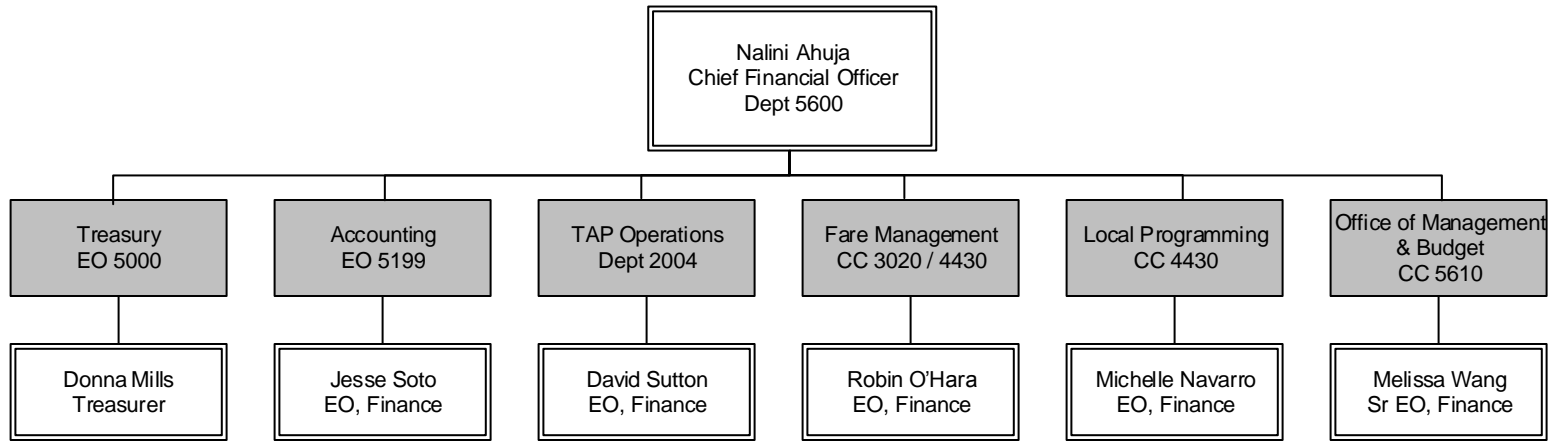 Nalini Ahuja
Chief Financial Officer
Dept 5600
Treasury
EO 5000
Accounting
EO 5199
TAP Operations
Dept 2004
Fare Management
CC 3020 / 4430
Local Programming
CC 4430
Office of Management
& Budget
CC 5610
Donna Mills
Treasurer
Jesse Soto
EO, Finance
David Sutton
EO, Finance
Robin O'Hara
EO, Finance
Michelle Navarro
EO, Finance
Melissa Wang
Sr EO, Finance